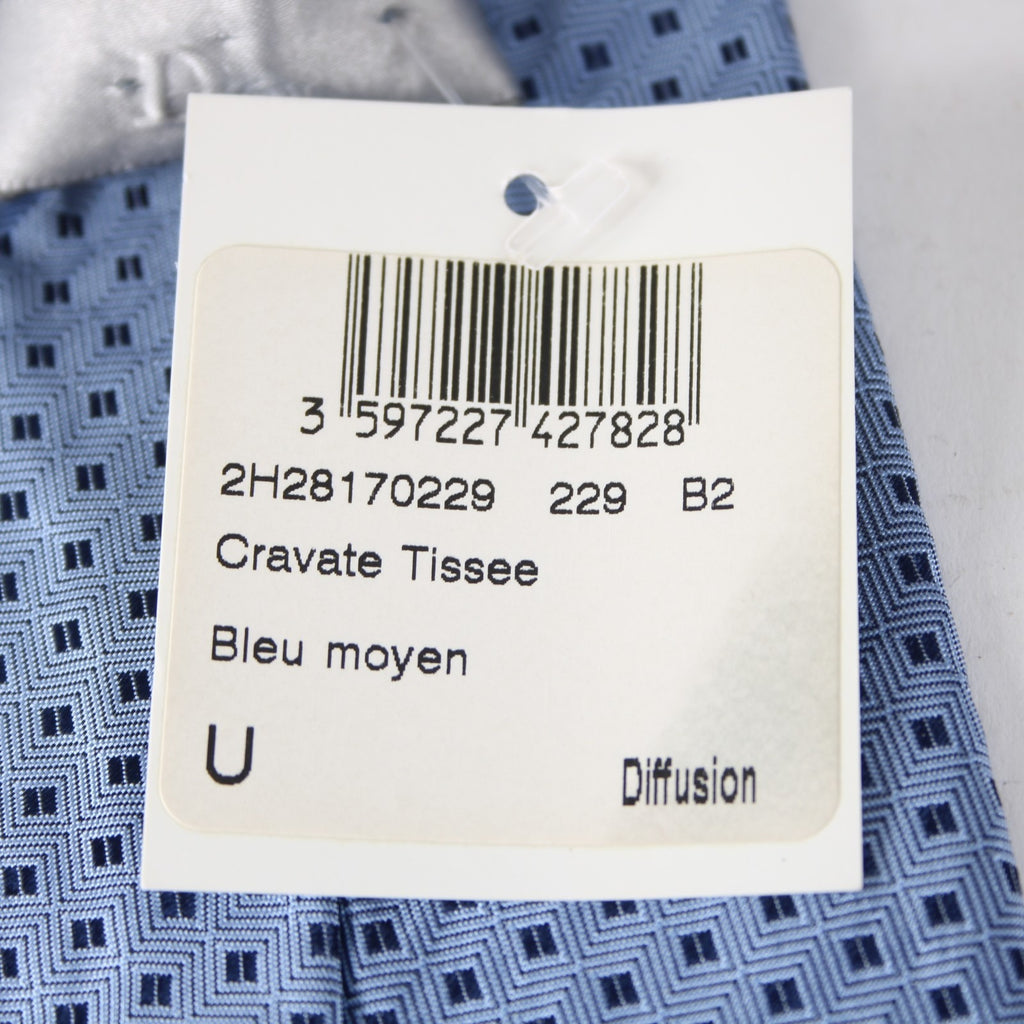 3 597227 427828
2H28170229 229 B2
Cravate Tissee
Bleu moyen
U
Diffusion